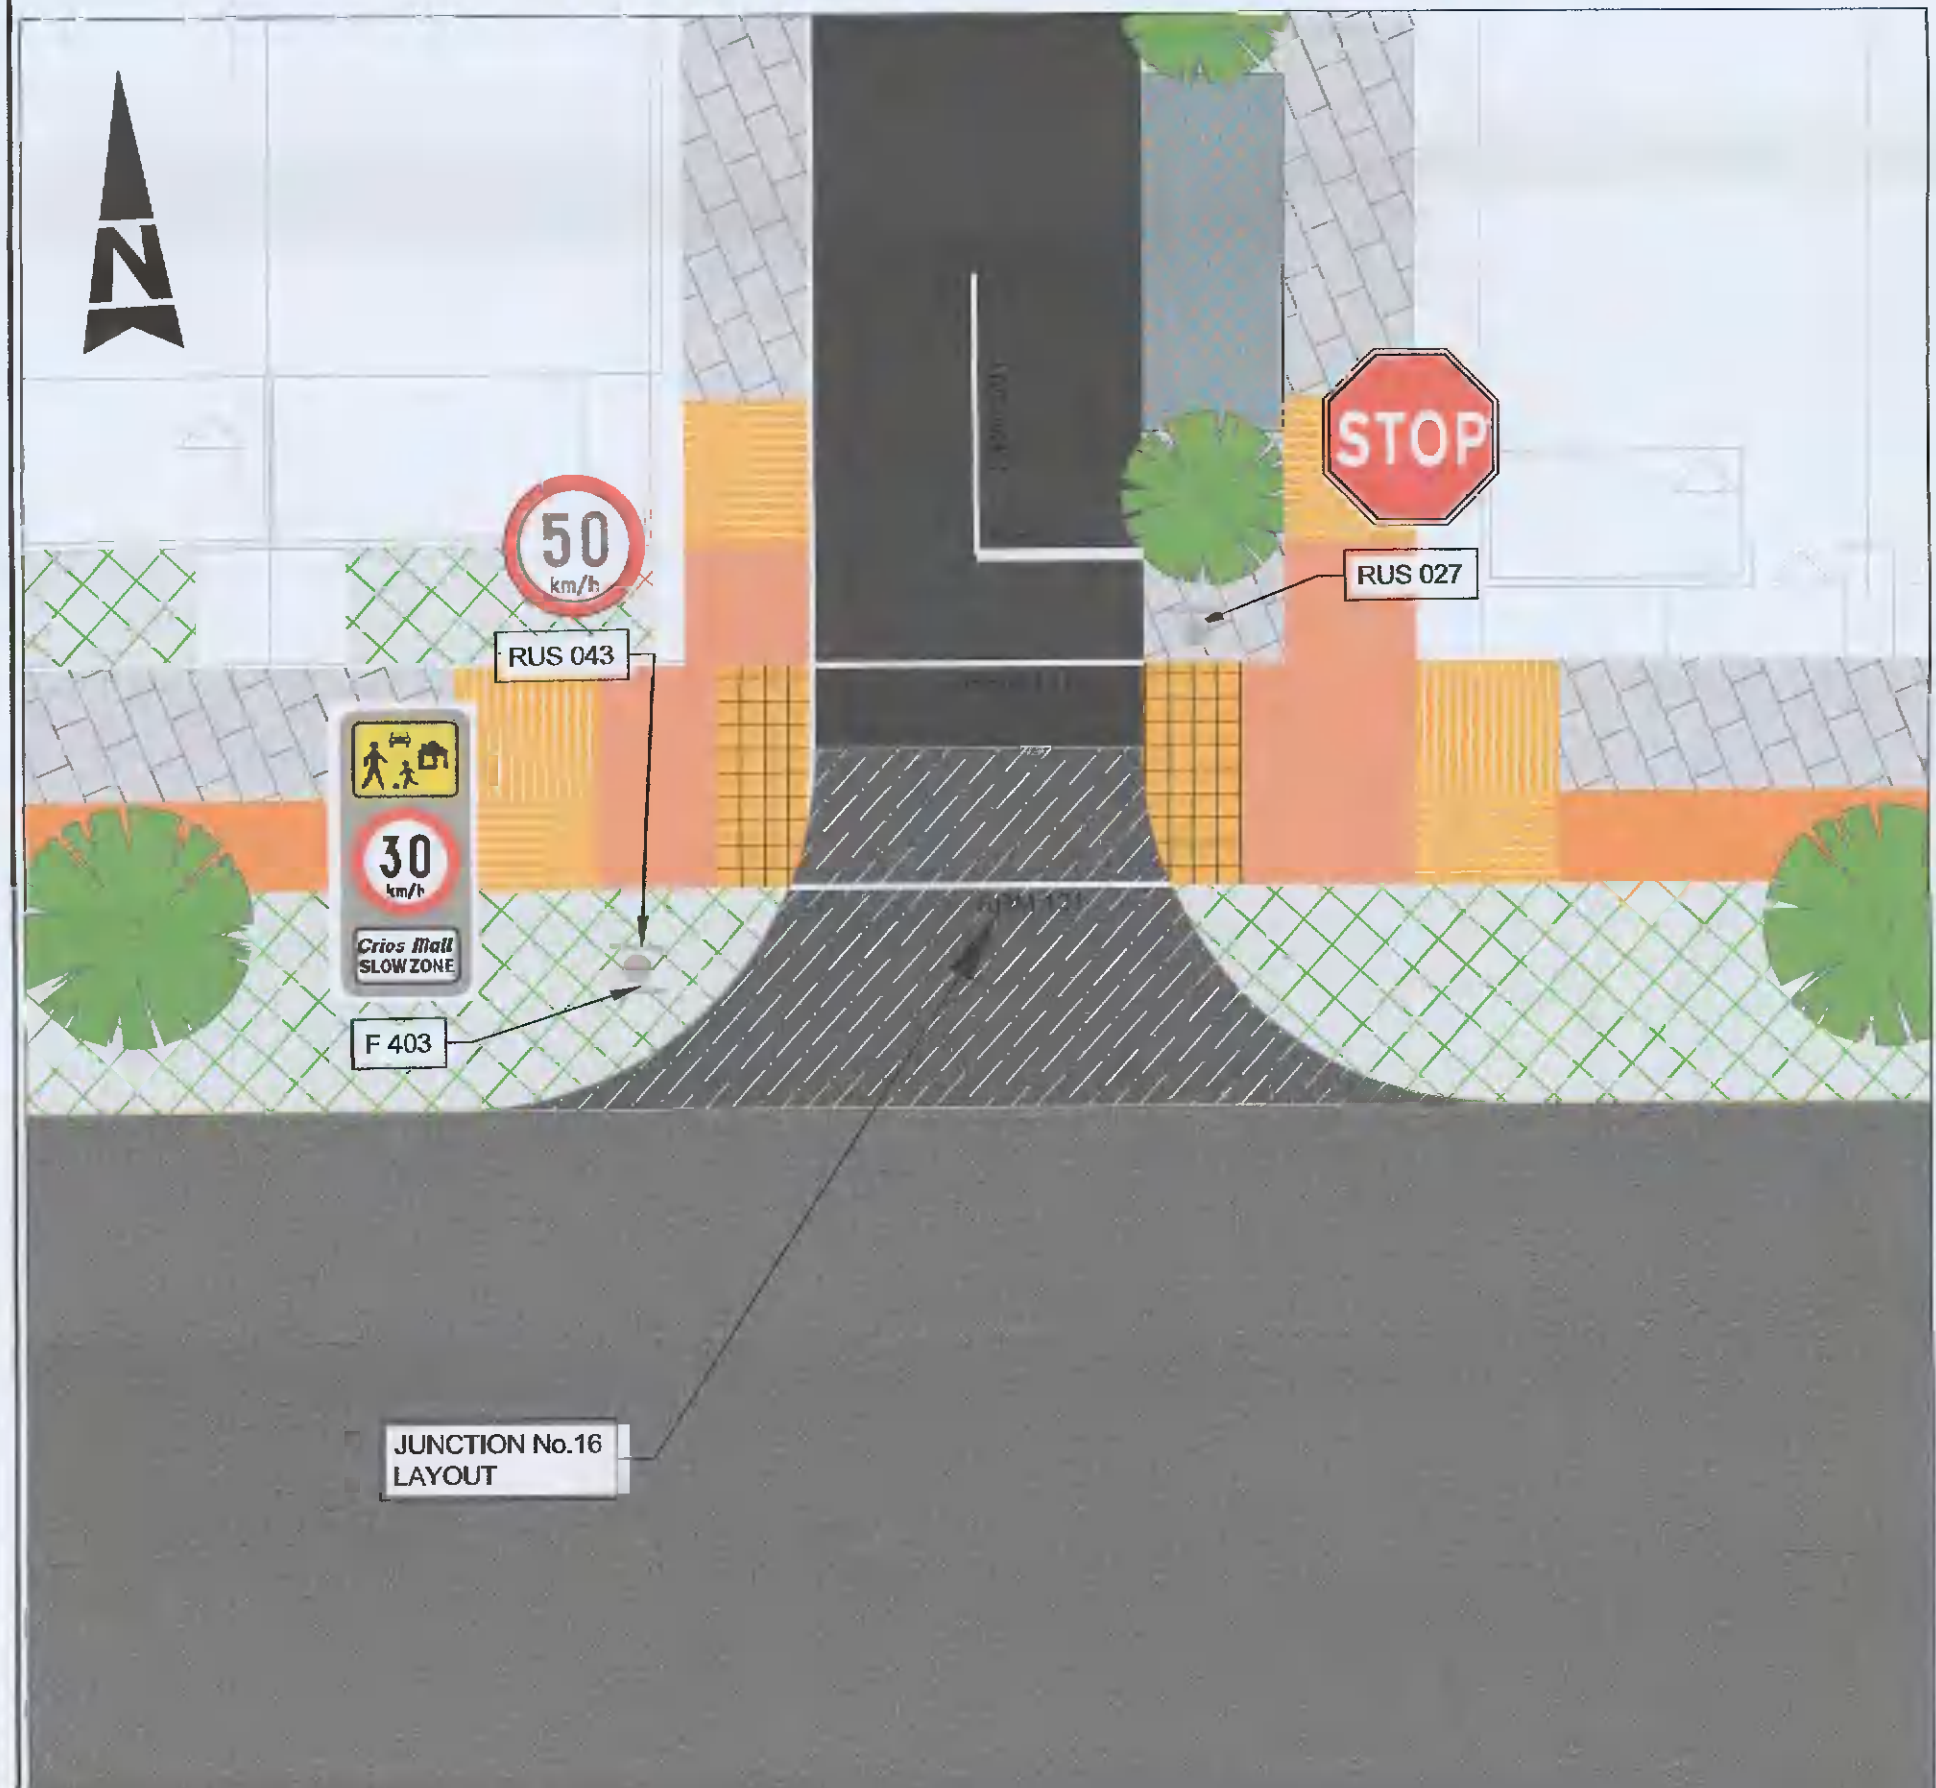 N
STOP
50
km/h
RUS 027
RUS 043
30
km/h
Crios Mall
SLOW ZONE
F 403
JUNCTION No.16
LAYOUT